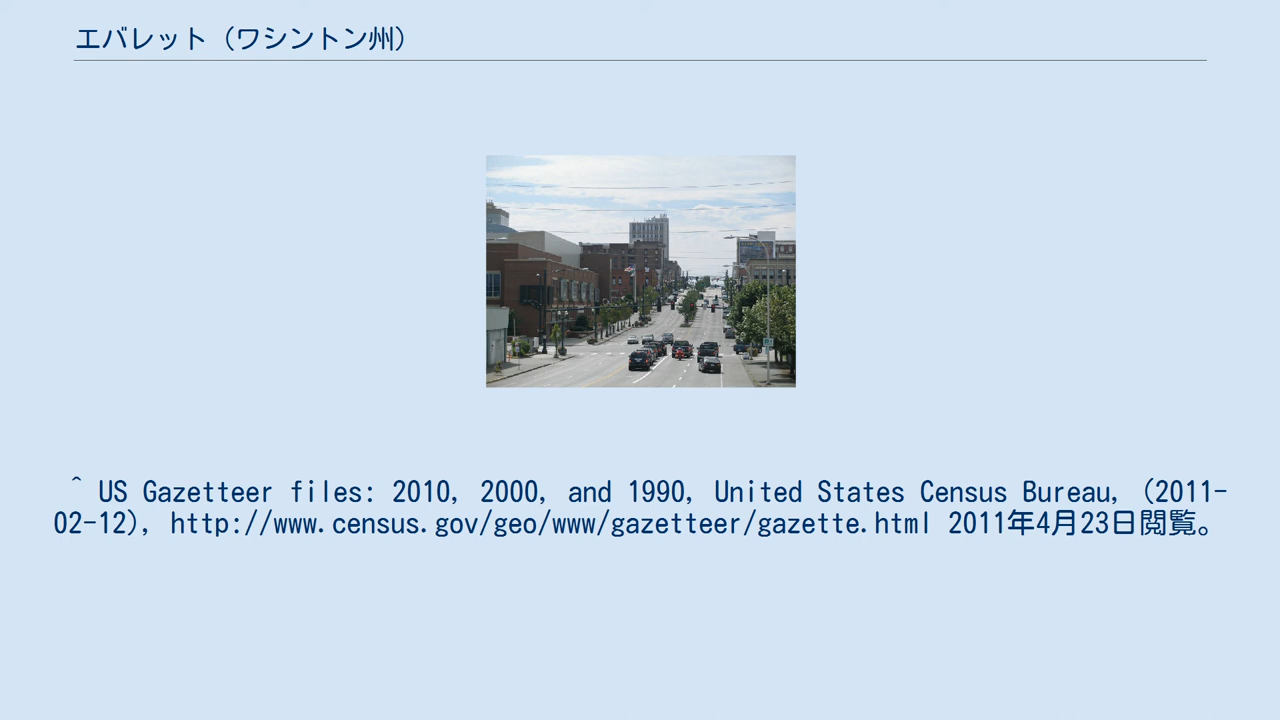 エバレット（ワシントン州）
^ US Gazetteer files: 2010, 2000, and 1990, United States Census Bureau, (2011-
02-12), http://www.census.gov/geo/www/gazetteer/gazette.html 2011年4月23日閲覧。